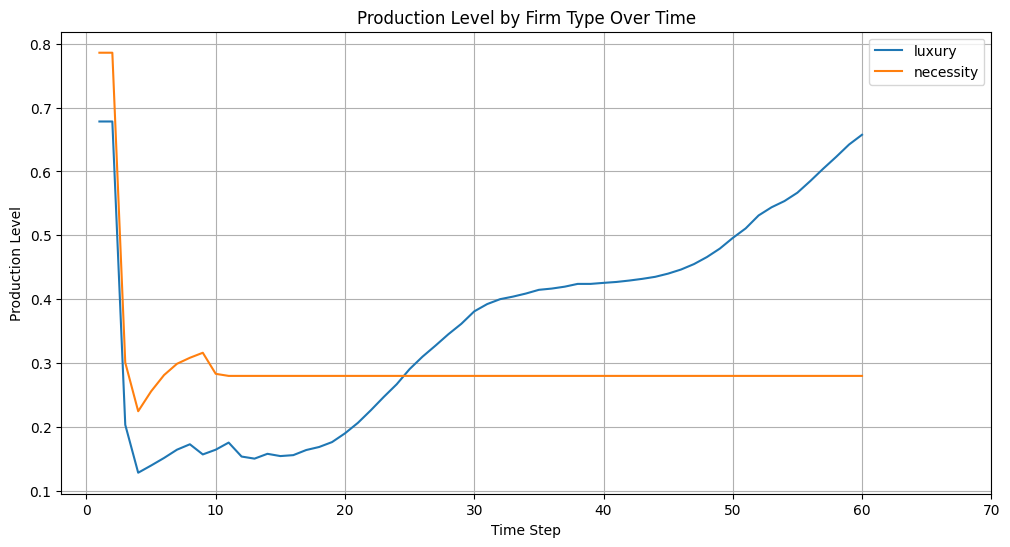 Production Level by Firm Type Over Time
luxury
necessity
Production Level
0.8
0.7
0.6
0.5
0.4
0.3
0.2
0.1
0 10 20 30 40 50 60 70
Time Step